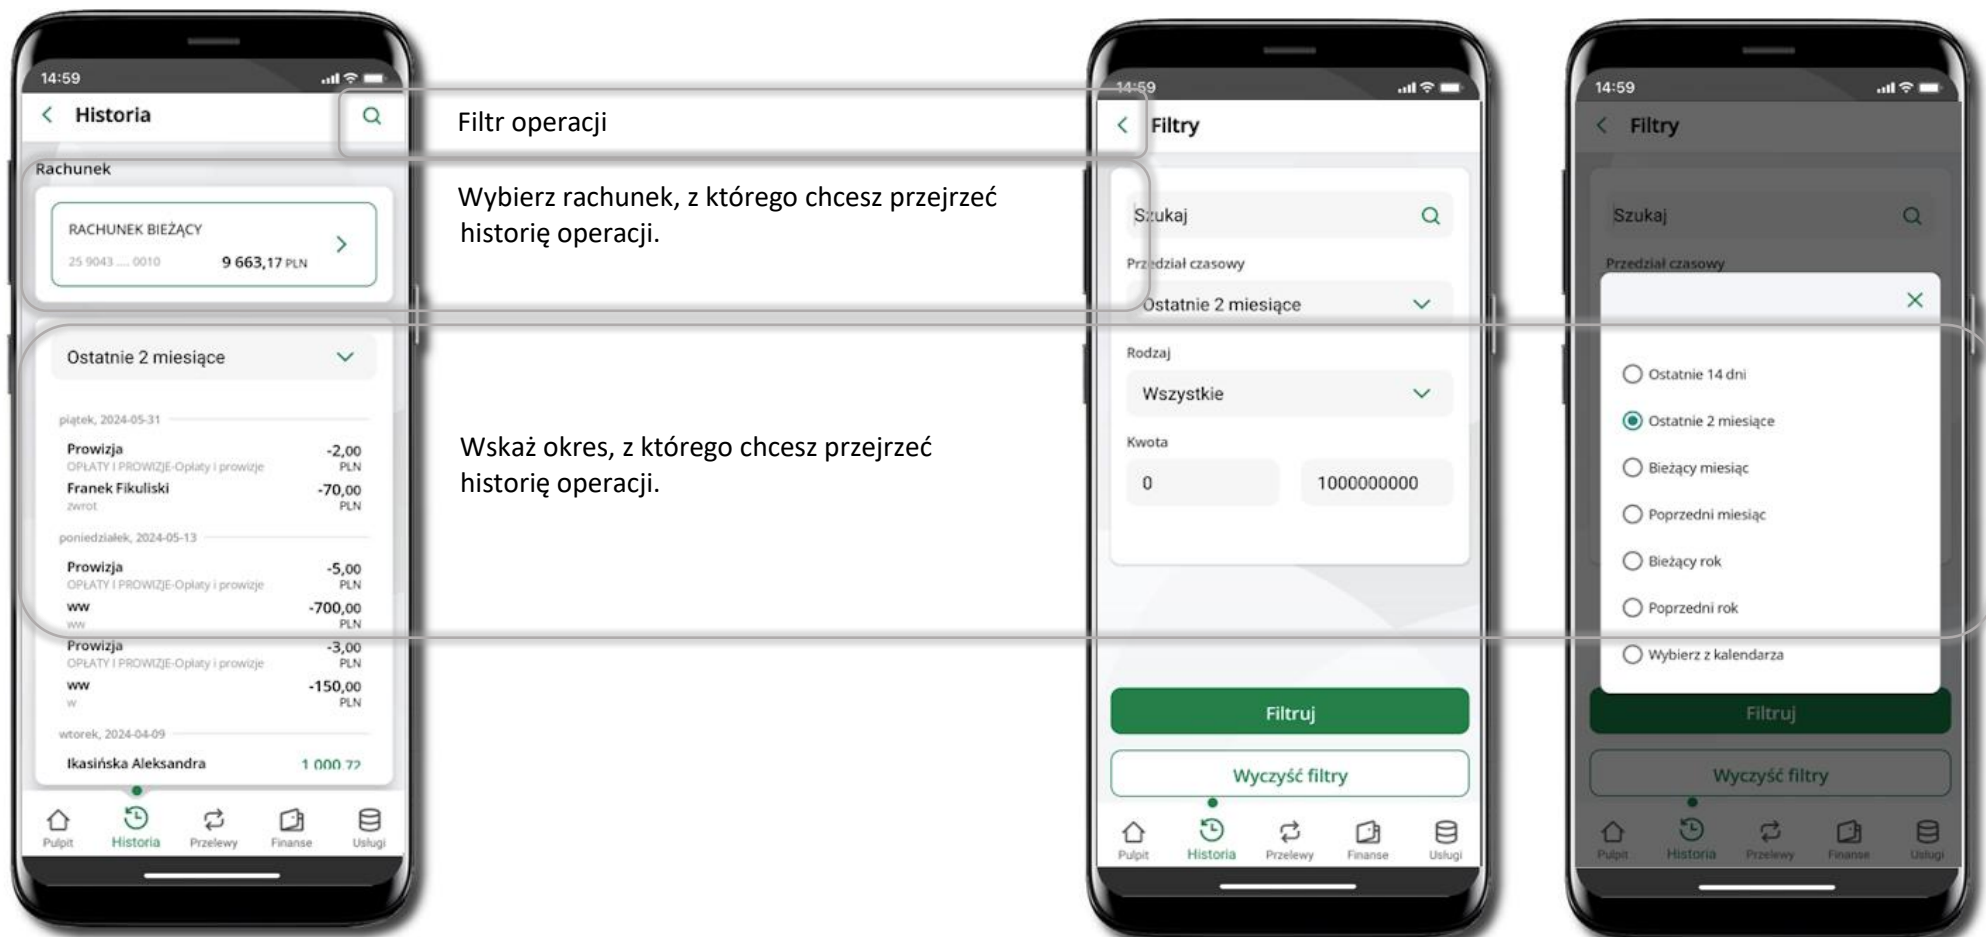 14:59
Historia
Rachunek
RACHUNEK BIEŻĄCY
25 9043 .... 0010 9 663,17 PLN
Ostatnie 2 miesiące
piątek, 2024-05-31
Prowizja -2,00
OPŁATY I PROWIZJE-Opłaty i prowizje PLN
Franek Fikuliski -70,00
zwrot PLN
poniedziałek, 2024-05-13
Prowizja -5,00
OPŁATY I PROWIZJE-Opłaty i prowizje PLN
ww -700,00
ww PLN
Prowizja -3,00
OPŁATY I PROWIZJE-Opłaty i prowizje PLN
ww -150,00
w PLN
wtorek, 2024-04-09
Ikasińska Aleksandra 1 000,72
Pulpit Historia Przelewy Finanse Usługi
Filtr operacji
Wybierz rachunek, z którego chcesz przejrzeć
historię operacji.
Wskaż okres, z którego chcesz przejrzeć
historię operacji.
14:59
Filtry
Szukaj
Przedział czasowy
Ostatnie 2 miesiące
Rodzaj
Wszystkie
Kwota
0 1000000000
Filtruj
Wyczyść filtry
Pulpit Historia Przelewy Finanse Usługi
14:59
Filtry
Szukaj
Przedział czasowy
Ostatnie 14 dni
Ostatnie 2 miesiące
Bieżący miesiąc
Poprzedni miesiąc
Bieżący rok
Poprzedni rok
Wybierz z kalendarza
Filtruj
Wyczyść filtry
Pulpit Historia Przelewy Finanse Usługi